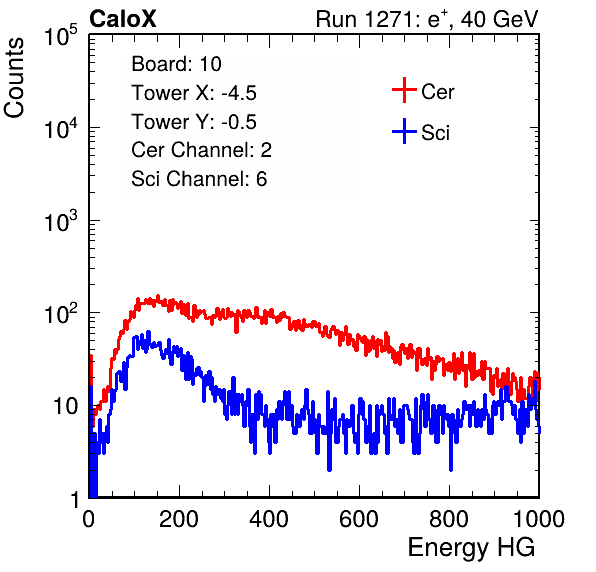 CaloX Run 1271: e⁺, 40 GeV
Counts
10⁵
10⁴
10³
10²
10
1
Board: 10
Tower X: -4.5
Tower Y: -0.5
Cer Channel: 2
Sci Channel: 6
Cer
Sci
0 200 400 600 800 1000
Energy HG